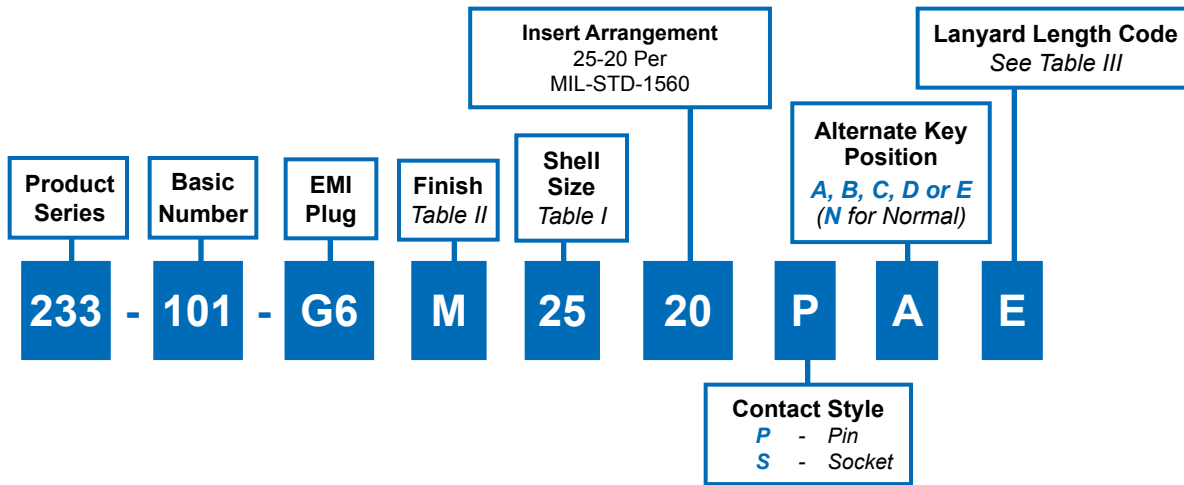 Insert Arrangement
25-20 Per
MIL-STD-1560
Lanyard Length Code
See Table III
Product
Series
Basic
Number
EMI
Plug
Finish
Table II
Shell
Size
Table I
Alternate Key
Position
A, B, C, D or E
(N for Normal)
233 - 101 - G6 M 25 20 P A E
Contact Style
P - Pin
S - Socket